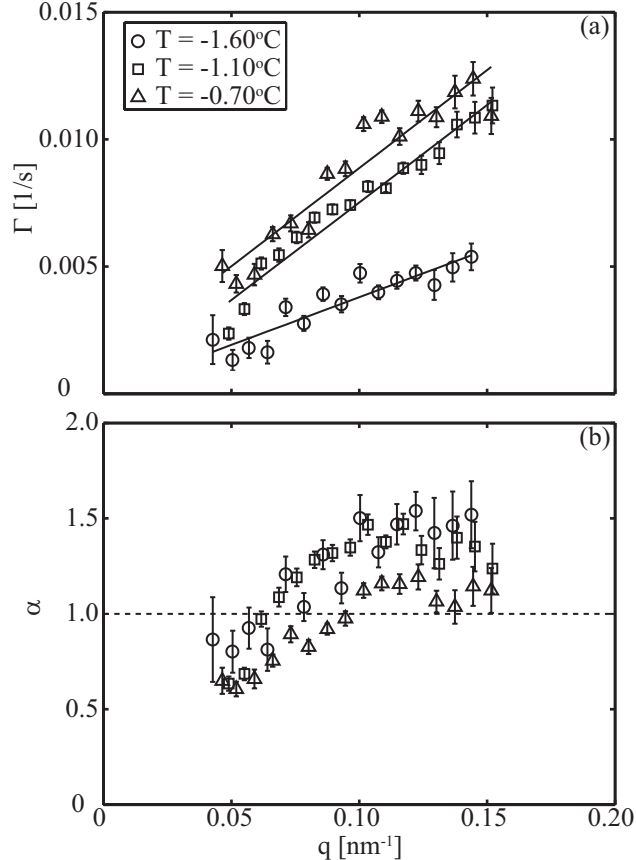 0.015
(a)
T = -1.60°C
T = -1.10°C
T = -0.70°C
0.010
Γ [1/s]
0.005
0
2.0
(b)
1.5
α
1.0
0.5
0
0
0.05
0.10
0.15
0.20
q [nm⁻¹]